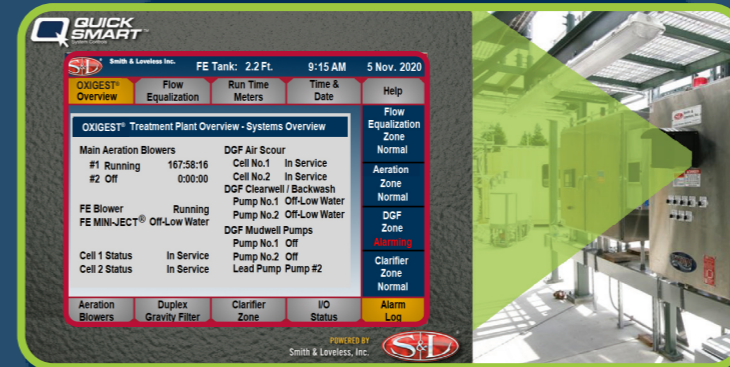 QUICK
SMART™
System Controls
S&L® Smith & Loveless Inc. FE Tank: 2.2 Ft. 9:15 AM 5 Nov. 2020
OXIGEST® Overview
Flow Equalization
Run Time Meters
Time & Date
Help
OXIGEST® Treatment Plant Overview - Systems Overview
Main Aeration Blowers
#1 Running 167:58:16
#2 Off 0:00:00
FE Blower Running
FE MINI-JECT® Off-Low Water
Cell 1 Status In Service
Cell 2 Status In Service
DGF Air Scour
Cell No.1 In Service
Cell No.2 In Service
DGF Clearwell / Backwash
Pump No.1 Off-Low Water
Pump No.2 Off-Low Water
DGF Mudwell Pumps
Pump No.1 Off
Pump No.2 Off
Lead Pump Pump #2
Flow
Equalization
Zone
Normal
Aeration
Zone
Normal
DGF
Zone
Alarming
Clarifier
Zone
Normal
Aeration Blowers
Duplex Gravity Filter
Clarifier Zone
I/O Status
Alarm Log
POWERED BY
Smith & Loveless, Inc.
S&L®